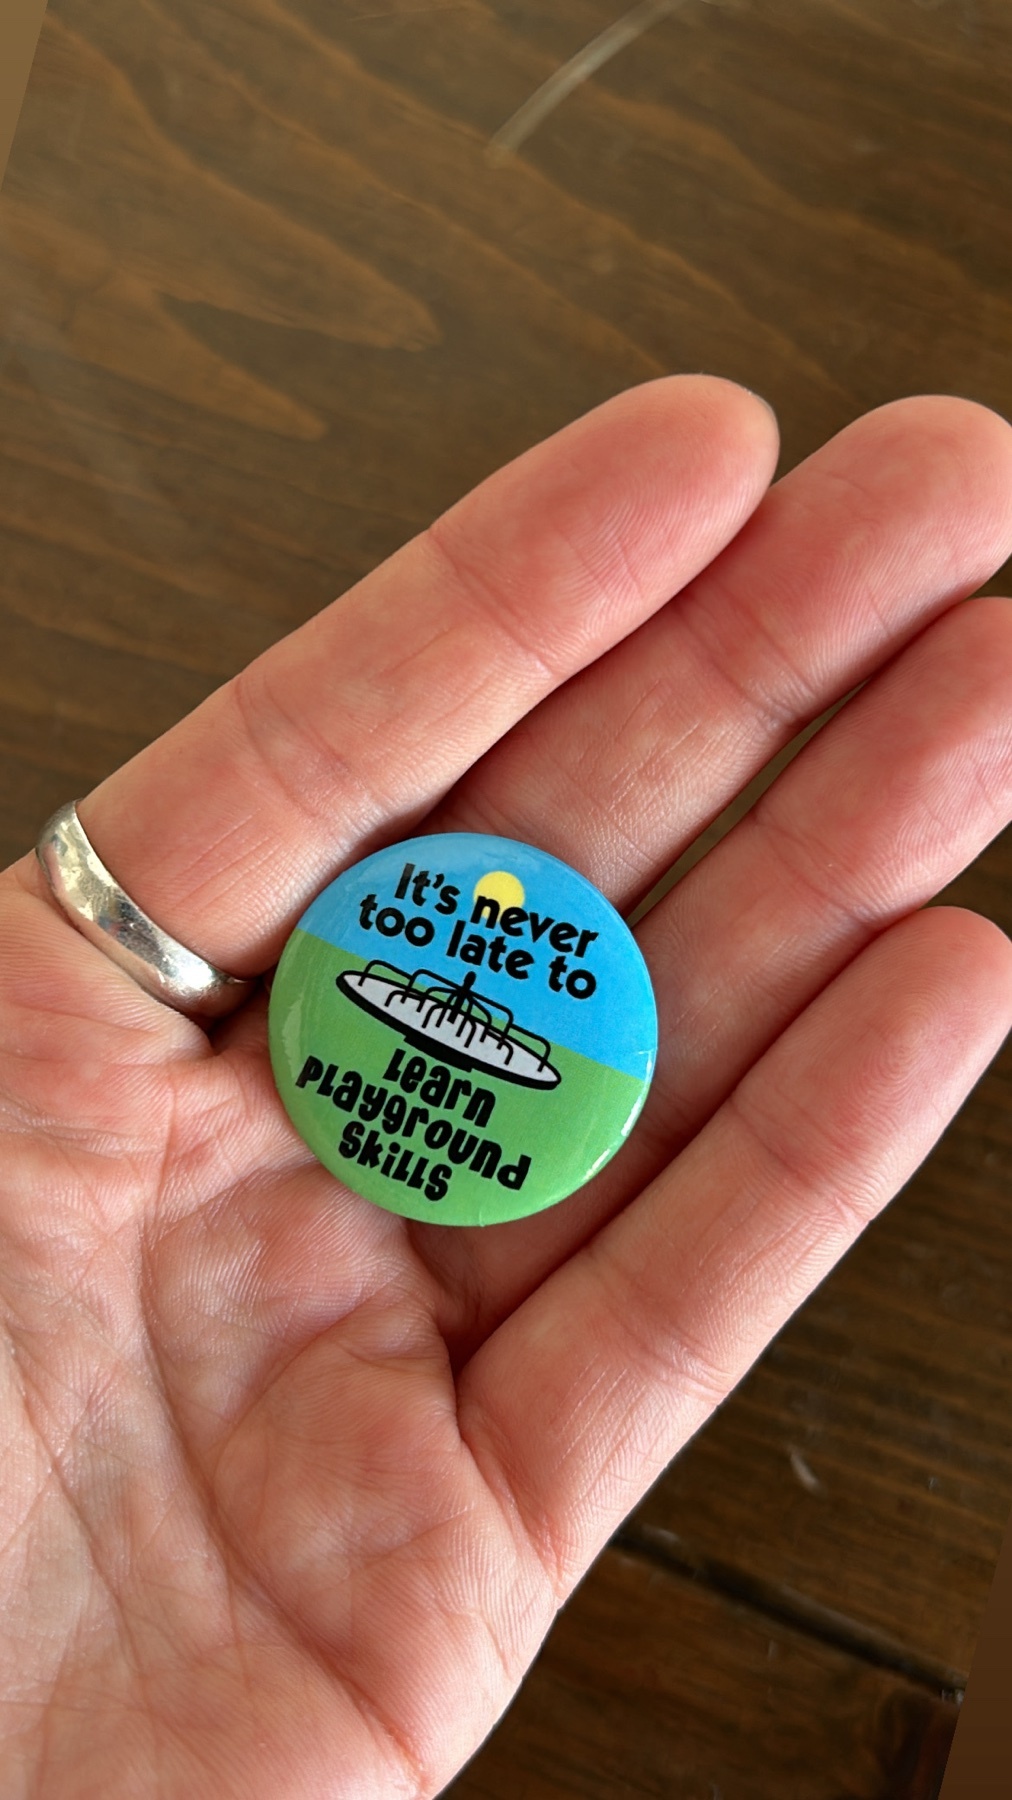 It's never
too late to
Learn
Playground
Skills